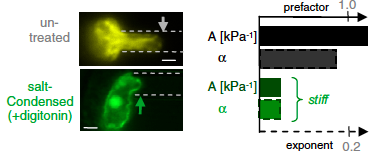 un-
treated
salt-
Condensed
(+digitonin)
prefactor
1.0
A [kPa-1]
α
A [kPa-1]
α
stiff
exponent 0.2